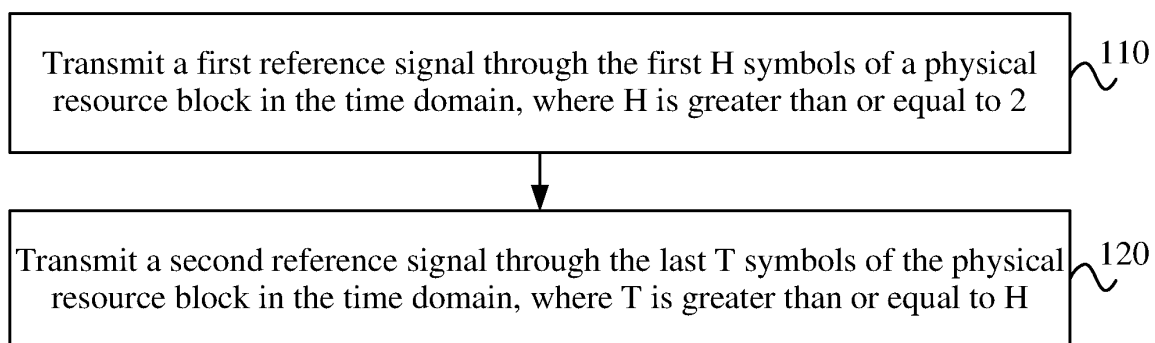 Transmit a first reference signal through the first H symbols of a physical
resource block in the time domain, where H is greater than or equal to 2
110
Transmit a second reference signal through the last T symbols of the physical
resource block in the time domain, where T is greater than or equal to H
120